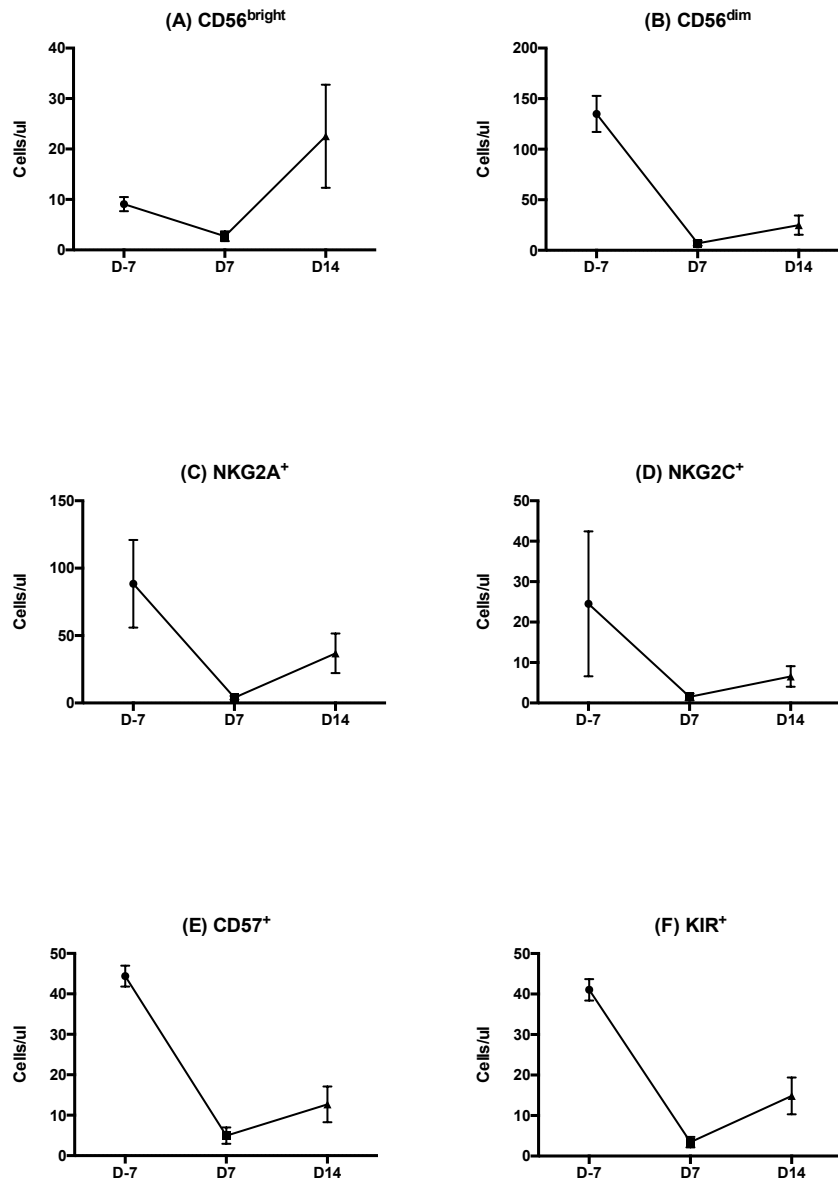 (A) CD56bright
40
30
20
10
0
Cells/ul
D-7 D7 D14
(B) CD56dim
200
150
100
50
0
Cells/ul
D-7 D7 D14
(C) NKG2A+
150
100
50
0
Cells/ul
D-7 D7 D14
(D) NKG2C+
50
40
30
20
10
0
Cells/ul
D-7 D7 D14
(E) CD57+
50
40
30
20
10
0
Cells/ul
D-7 D7 D14
(F) KIR+
50
40
30
20
10
0
Cells/ul
D-7 D7 D14